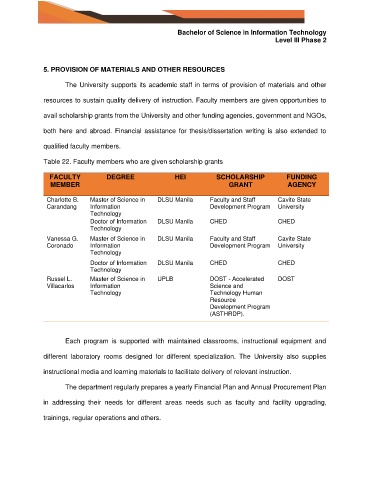 Bachelor of Science in Information Technology
Level III Phase 2
5. PROVISION OF MATERIALS AND OTHER RESOURCES
The University supports its academic staff in terms of provision of materials and other
resources to sustain quality delivery of instruction. Faculty members are given opportunities to
avail scholarship grants from the University and other funding agencies, government and NGOs,
both here and abroad. Financial assistance for thesis/dissertation writing is also extended to
qualified faculty members.
Table 22. Faculty members who are given scholarship grants
FACULTY DEGREE HEI SCHOLARSHIP FUNDING
MEMBER GRANT AGENCY
Charlotte B. Master of Science in DLSU Manila Faculty and Staff Cavite State
Carandang Information Development Program University
Technology
Doctor of Information DLSU Manila CHED CHED
Technology
Vanessa G. Master of Science in DLSU Manila Faculty and Staff Cavite State
Coronado Information Development Program University
Technology
Doctor of Information DLSU Manila CHED CHED
Technology
Russel L. Master of Science in UPLB DOST - Accelerated DOST
Villacarlos Information Science and
Technology Technology Human
Resource
Development Program
(ASTHRDP).
Each program is supported with maintained classrooms, instructional equipment and
different laboratory rooms designed for different specialization. The University also supplies
instructional media and learning materials to facilitate delivery of relevant instruction.
The department regularly prepares a yearly Financial Plan and Annual Procurement Plan
in addressing their needs for different areas needs such as faculty and facility upgrading,
trainings, regular operations and others.